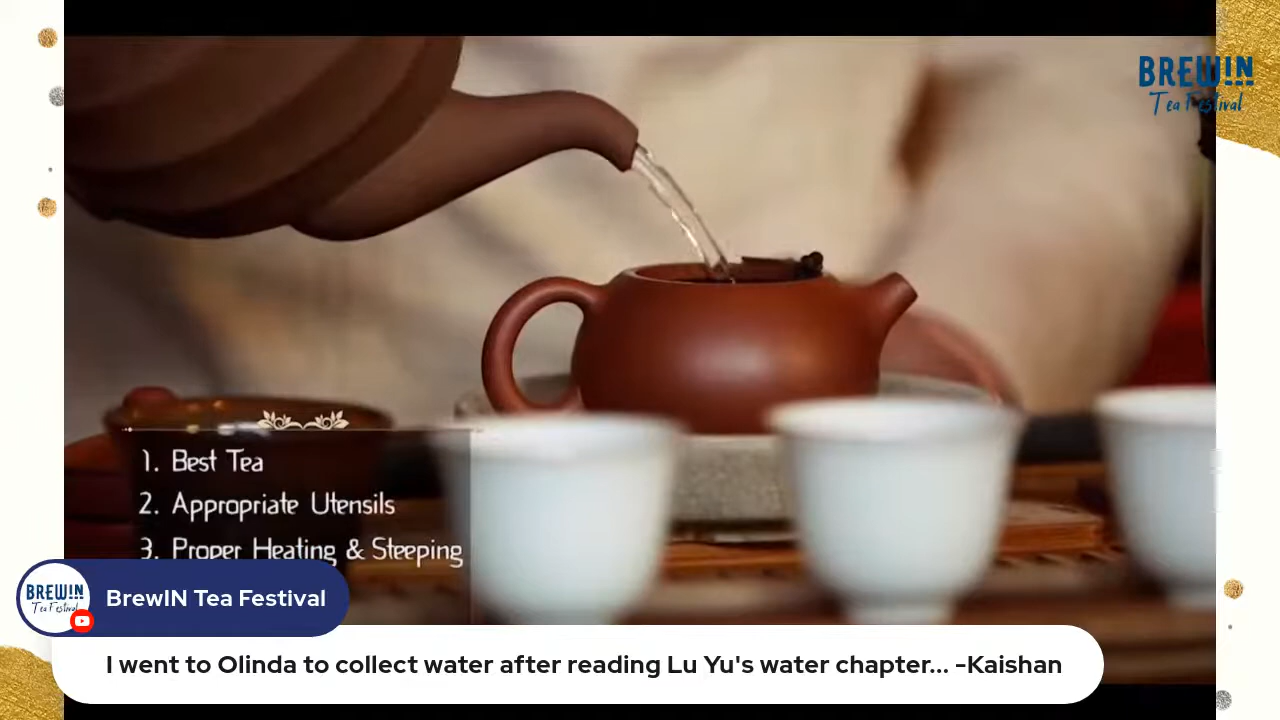 BREWIN
Tea Festival
1. Best Tea
2. Appropriate Utensils
3. Proper Heating & Steeping
BREWIN
Tea Festival
BrewIN Tea Festival
I went to Olinda to collect water after reading Lu Yu's water chapter... -Kaishan